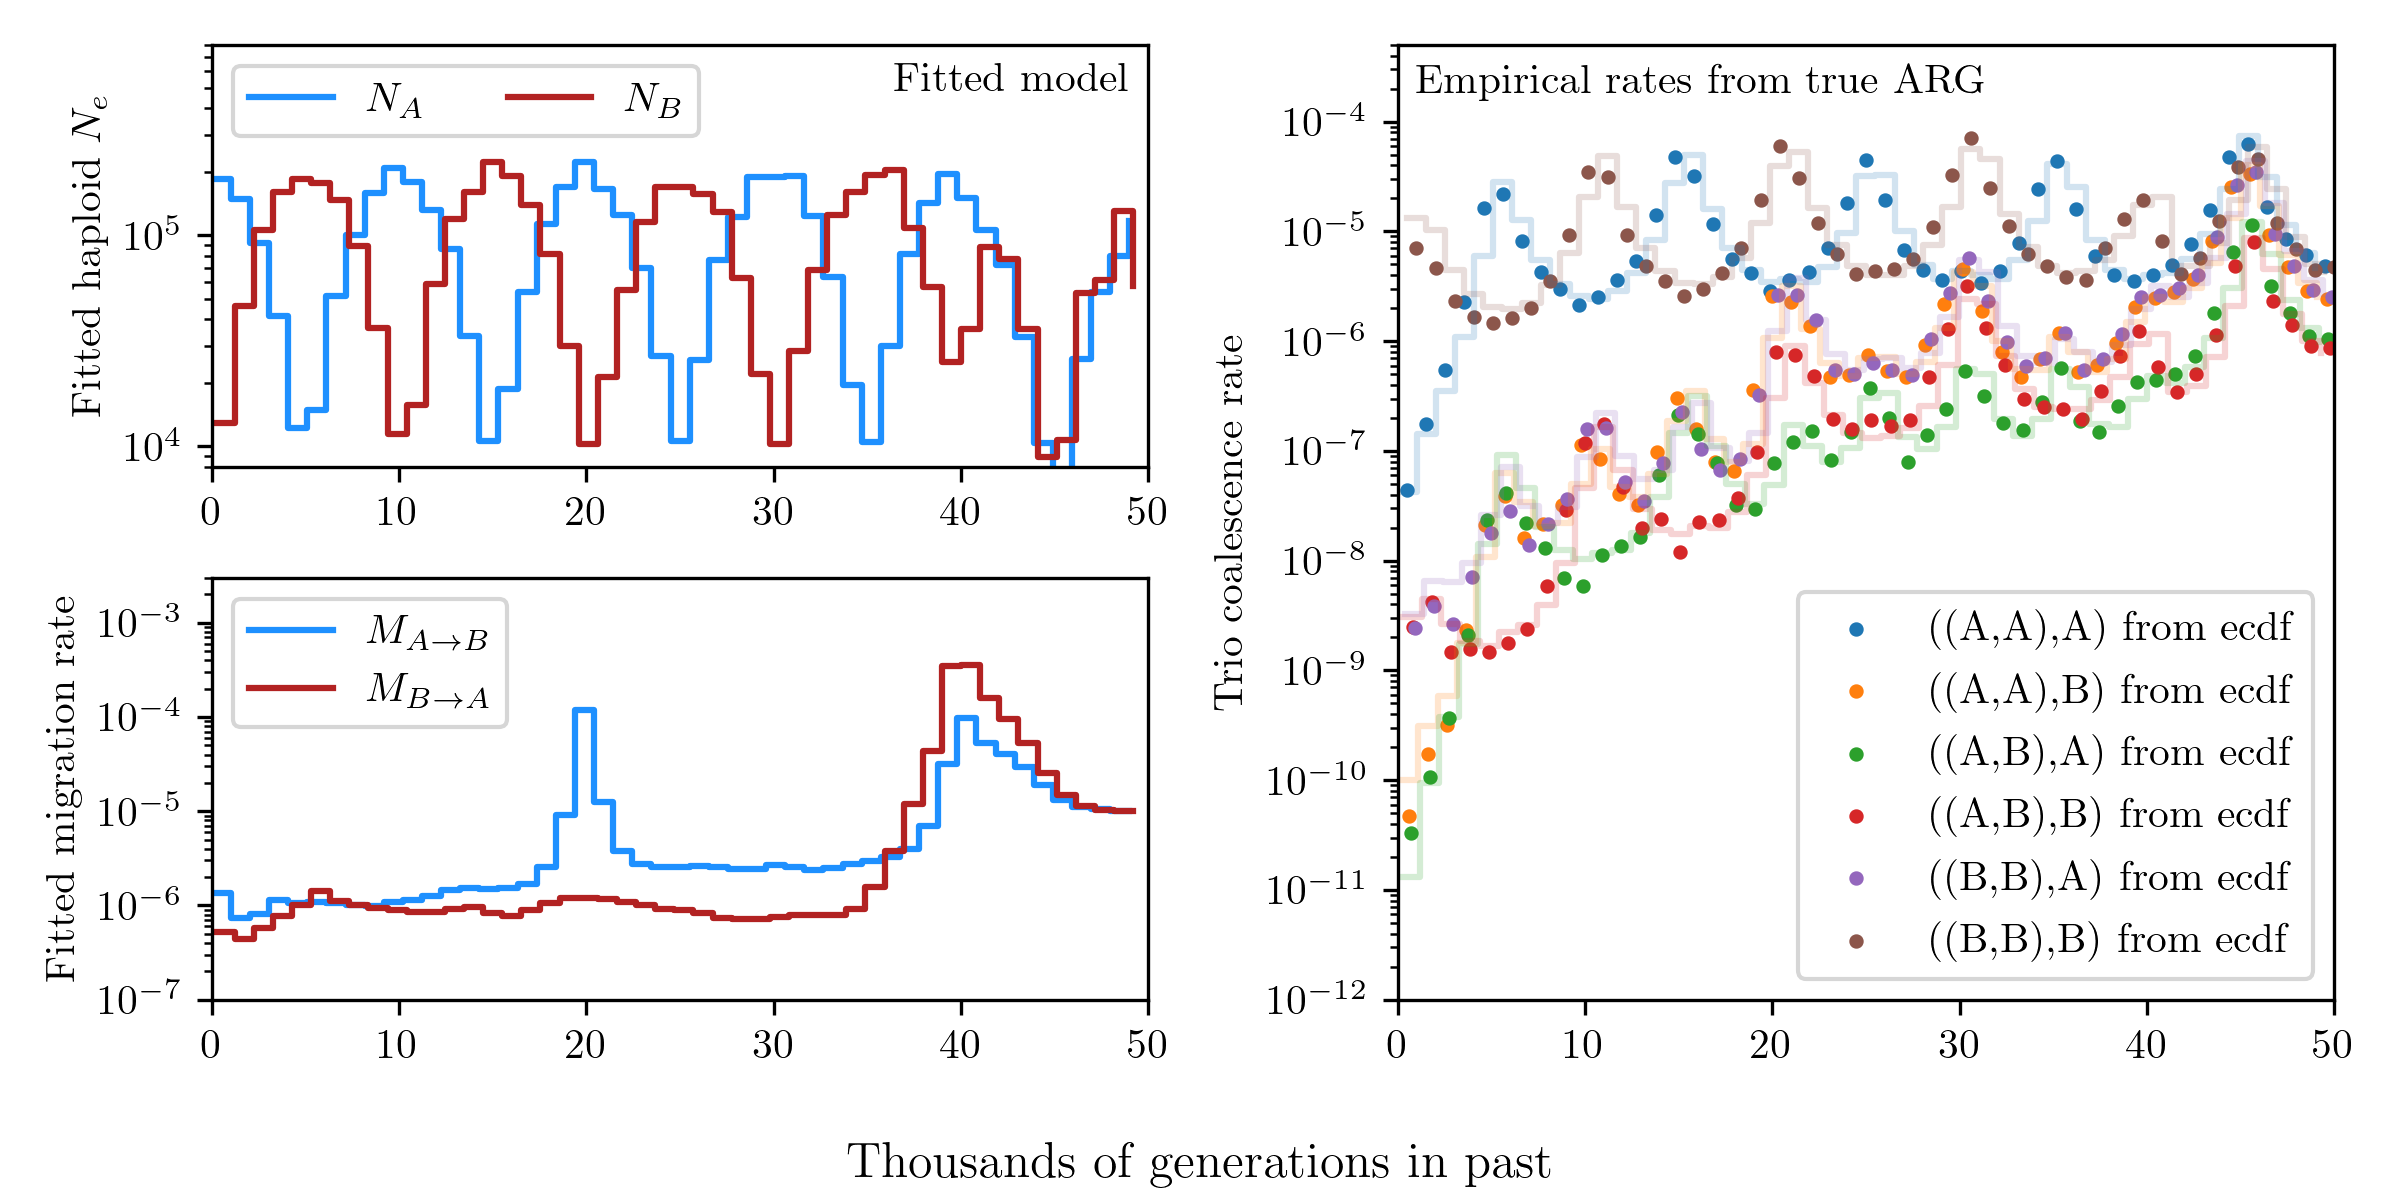 Fitted haploid N_e
10^5
10^4
N_A
N_B
Fitted model
0 10 20 30 40 50
Fitted migration rate
10^−3
10^−4
10^−5
10^−6
10^−7
M_{A→B}
M_{B→A}
0 10 20 30 40 50
Trio coalescence rate
Empirical rates from true ARG
10^−4
10^−5
10^−6
10^−7
10^−8
10^−9
10^−10
10^−11
10^−12
((A,A),A) from ecdf
((A,A),B) from ecdf
((A,B),A) from ecdf
((A,B),B) from ecdf
((B,B),A) from ecdf
((B,B),B) from ecdf
0 10 20 30 40 50
Thousands of generations in past